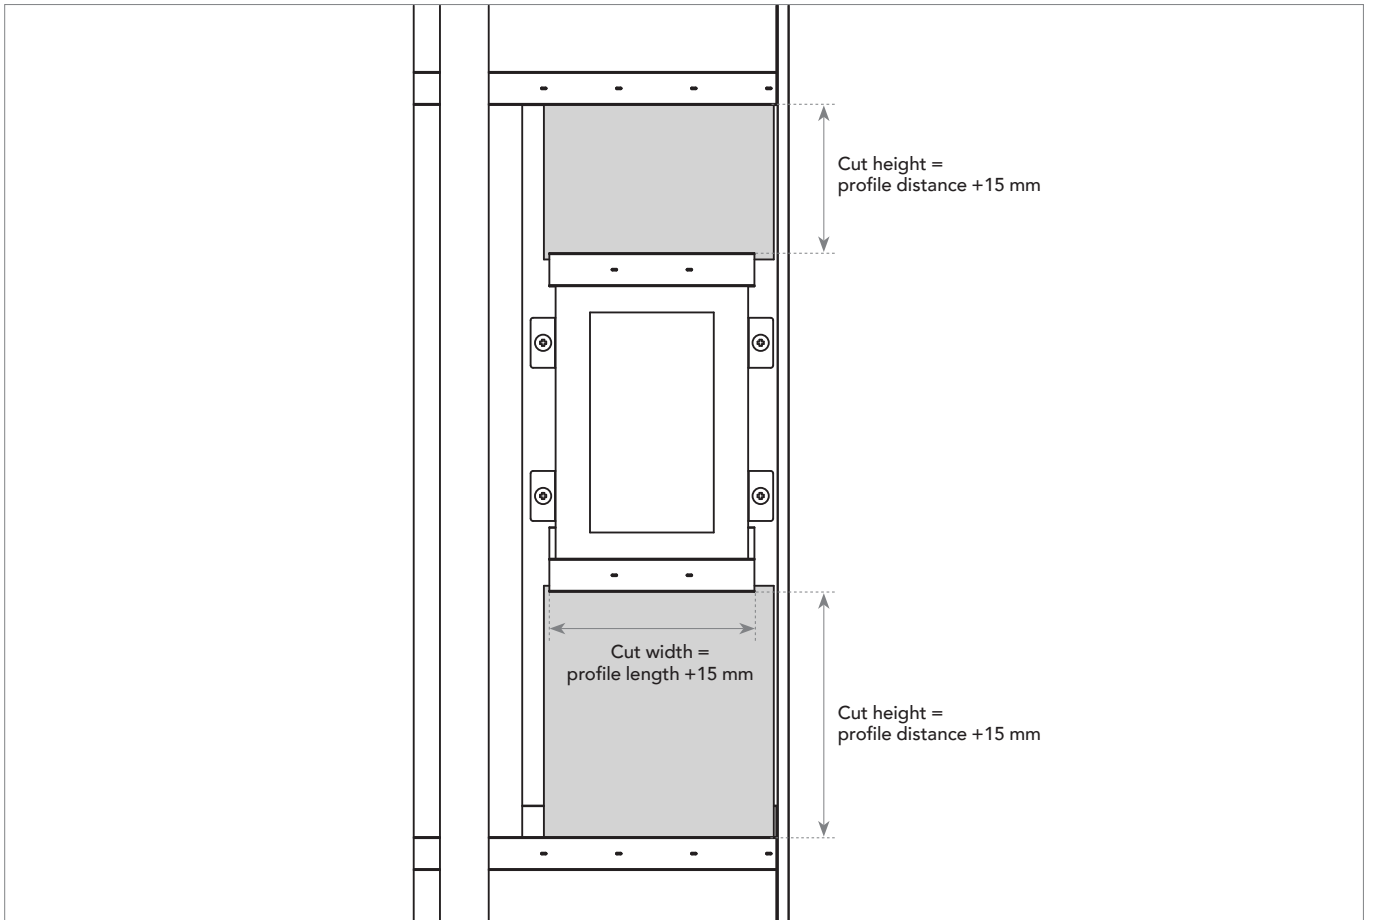 Cut height =
profile distance +15 mm
Cut width =
profile length +15 mm
Cut height =
profile distance +15 mm